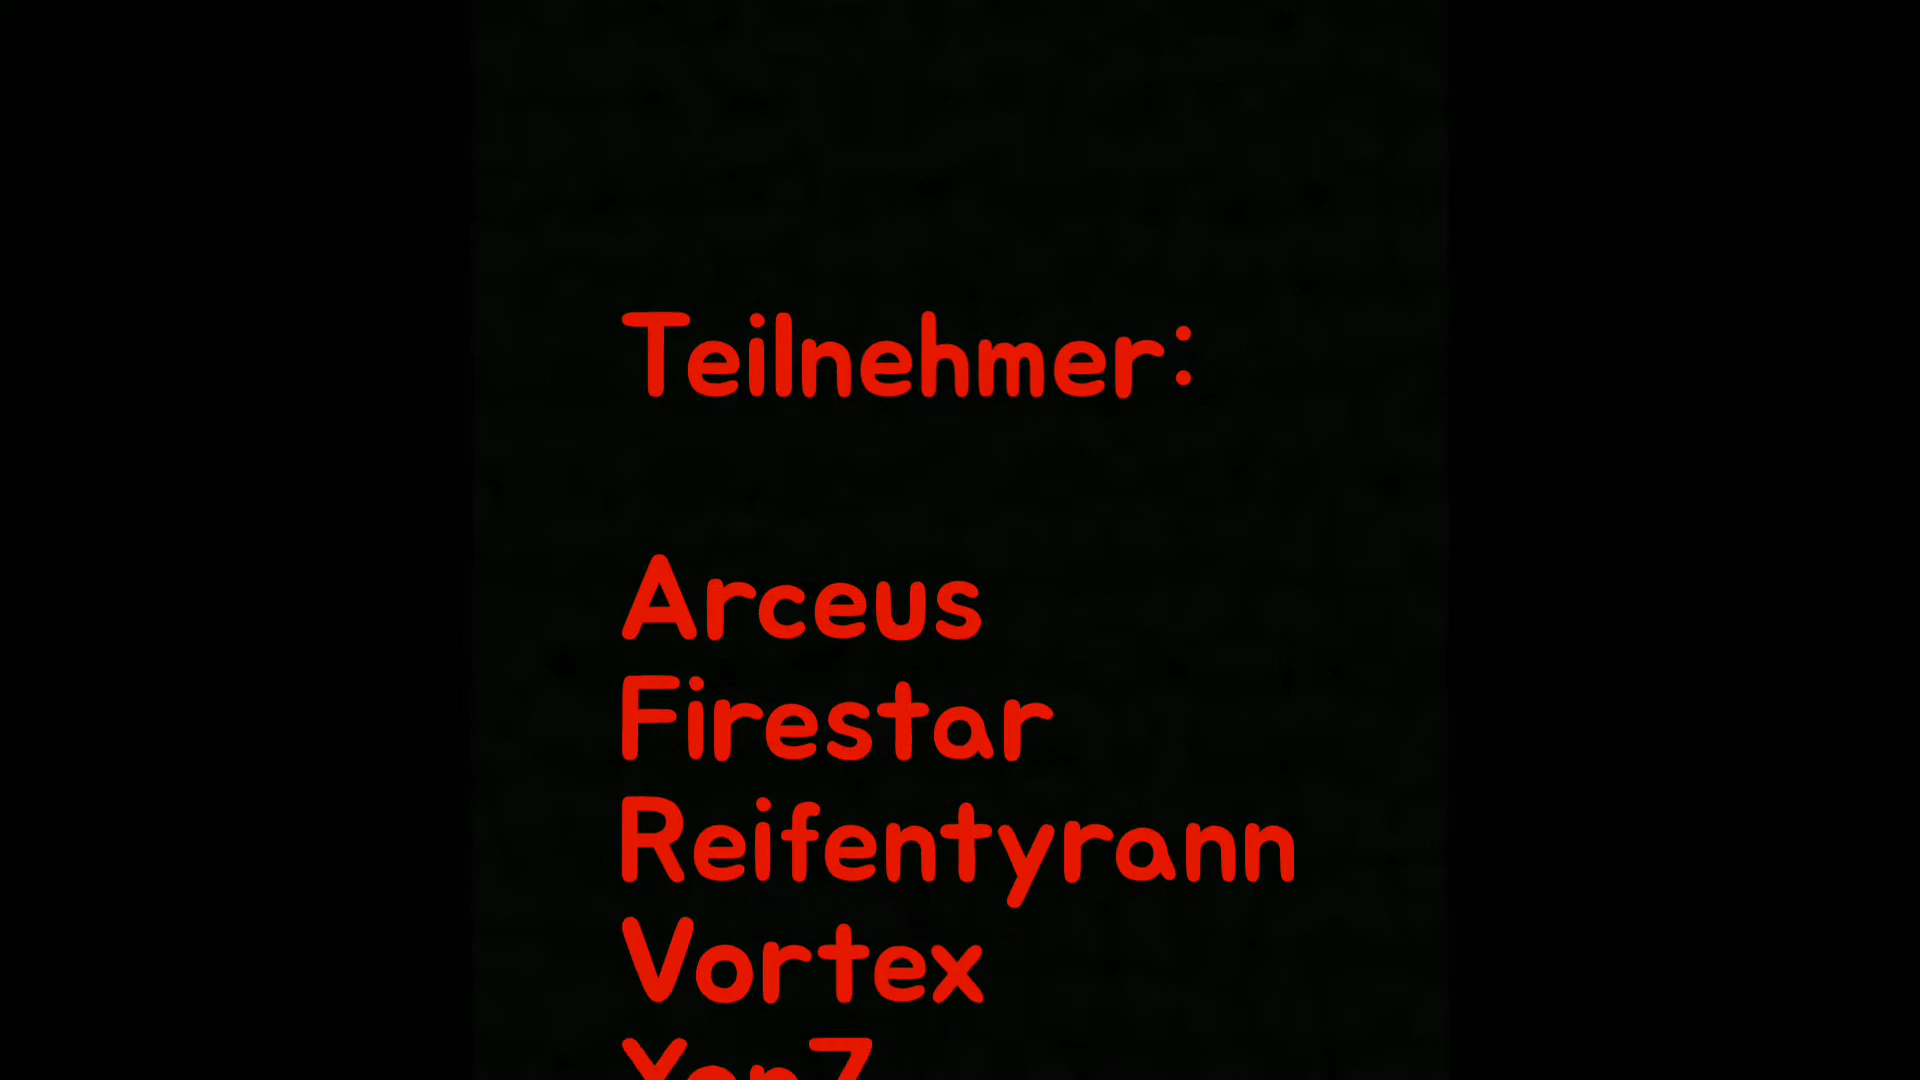 Teilnehmer:
Arceus
Firestar
Reifentyrann
Vortex